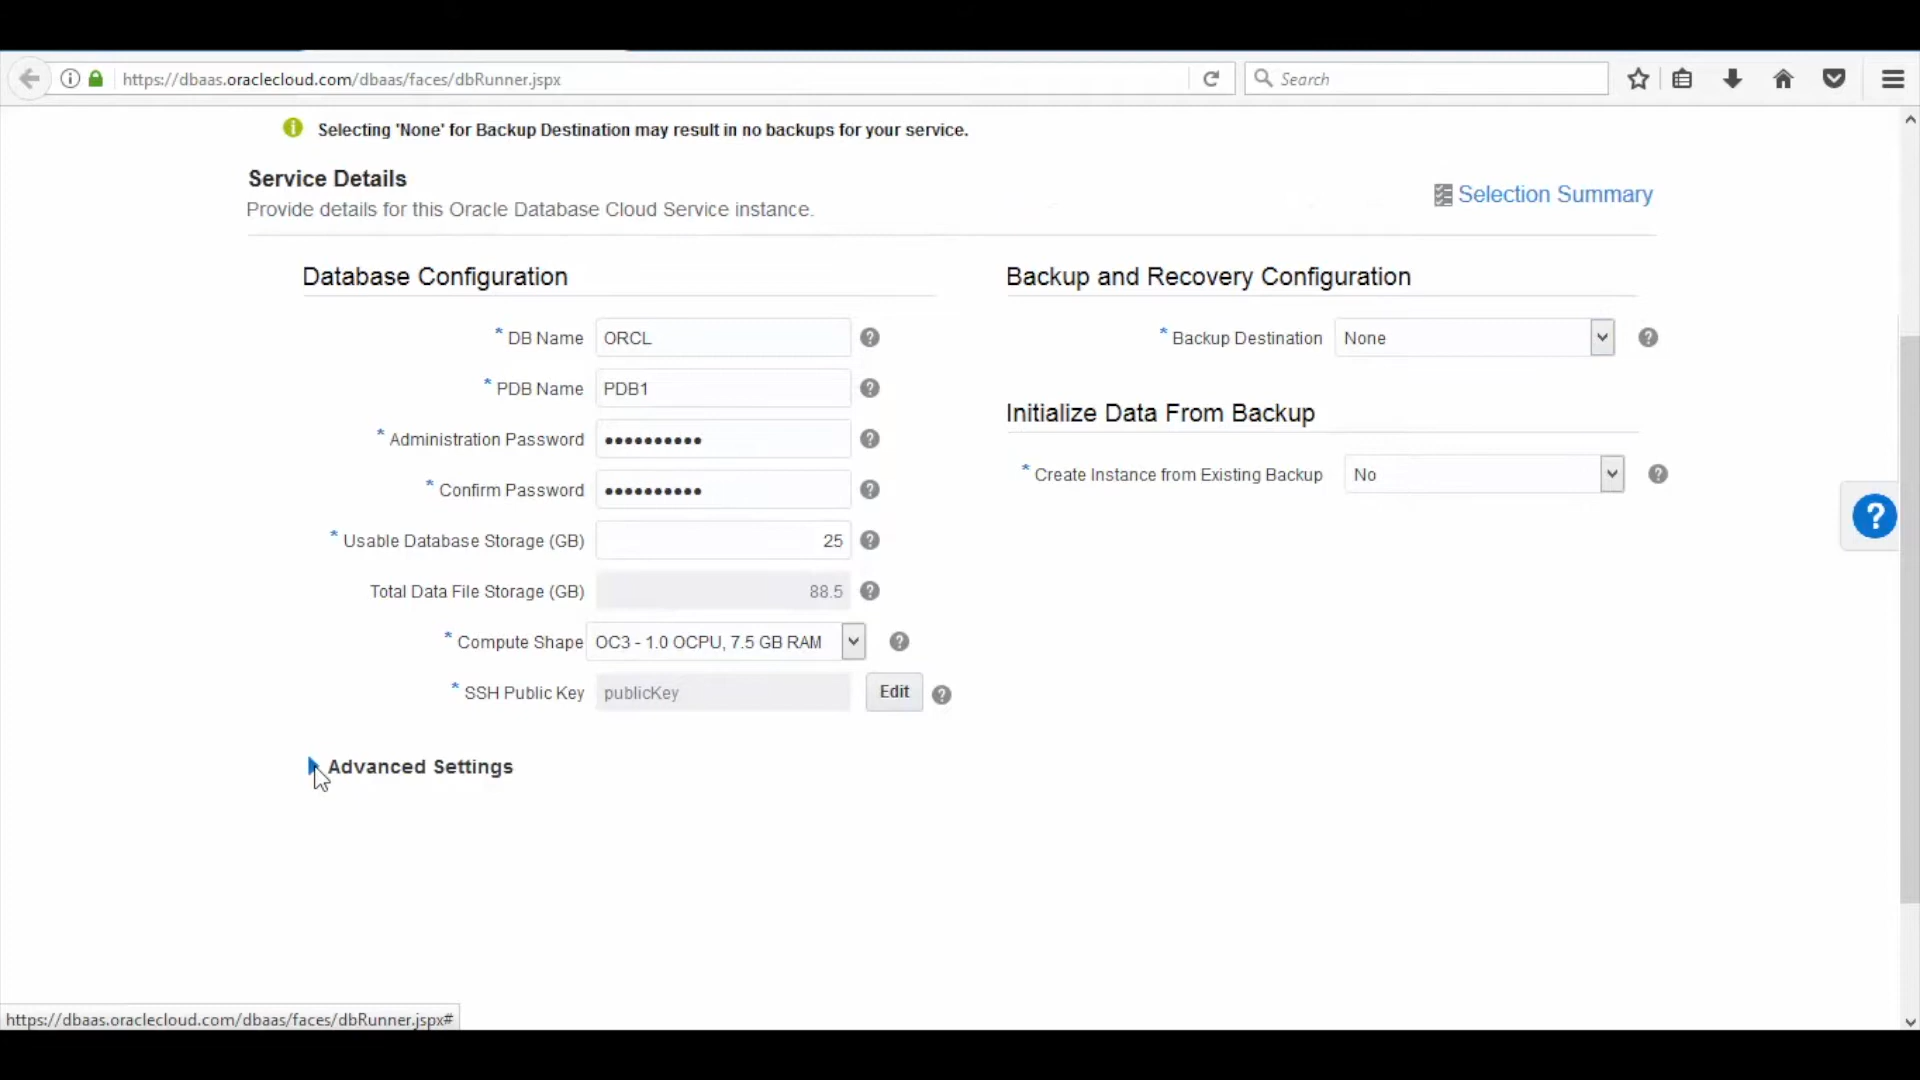 https://dbaas.oraclecloud.com/dbaas/faces/dbRunner.jspx
Search
Selecting 'None' for Backup Destination may result in no backups for your service.
Service Details
Provide details for this Oracle Database Cloud Service instance.
Selection Summary
Database Configuration
* DB Name ORCL ?
* PDB Name PDB1 ?
* Administration Password •••••••••• ?
* Confirm Password •••••••••• ?
* Usable Database Storage (GB) 25 ?
Total Data File Storage (GB) 88.5 ?
* Compute Shape OC3 - 1.0 OCPU, 7.5 GB RAM ?
* SSH Public Key publicKey Edit ?
Advanced Settings
Backup and Recovery Configuration
* Backup Destination None ?
Initialize Data From Backup
* Create Instance from Existing Backup No ?
?
https://dbaas.oraclecloud.com/dbaas/faces/dbRunner.jspx#